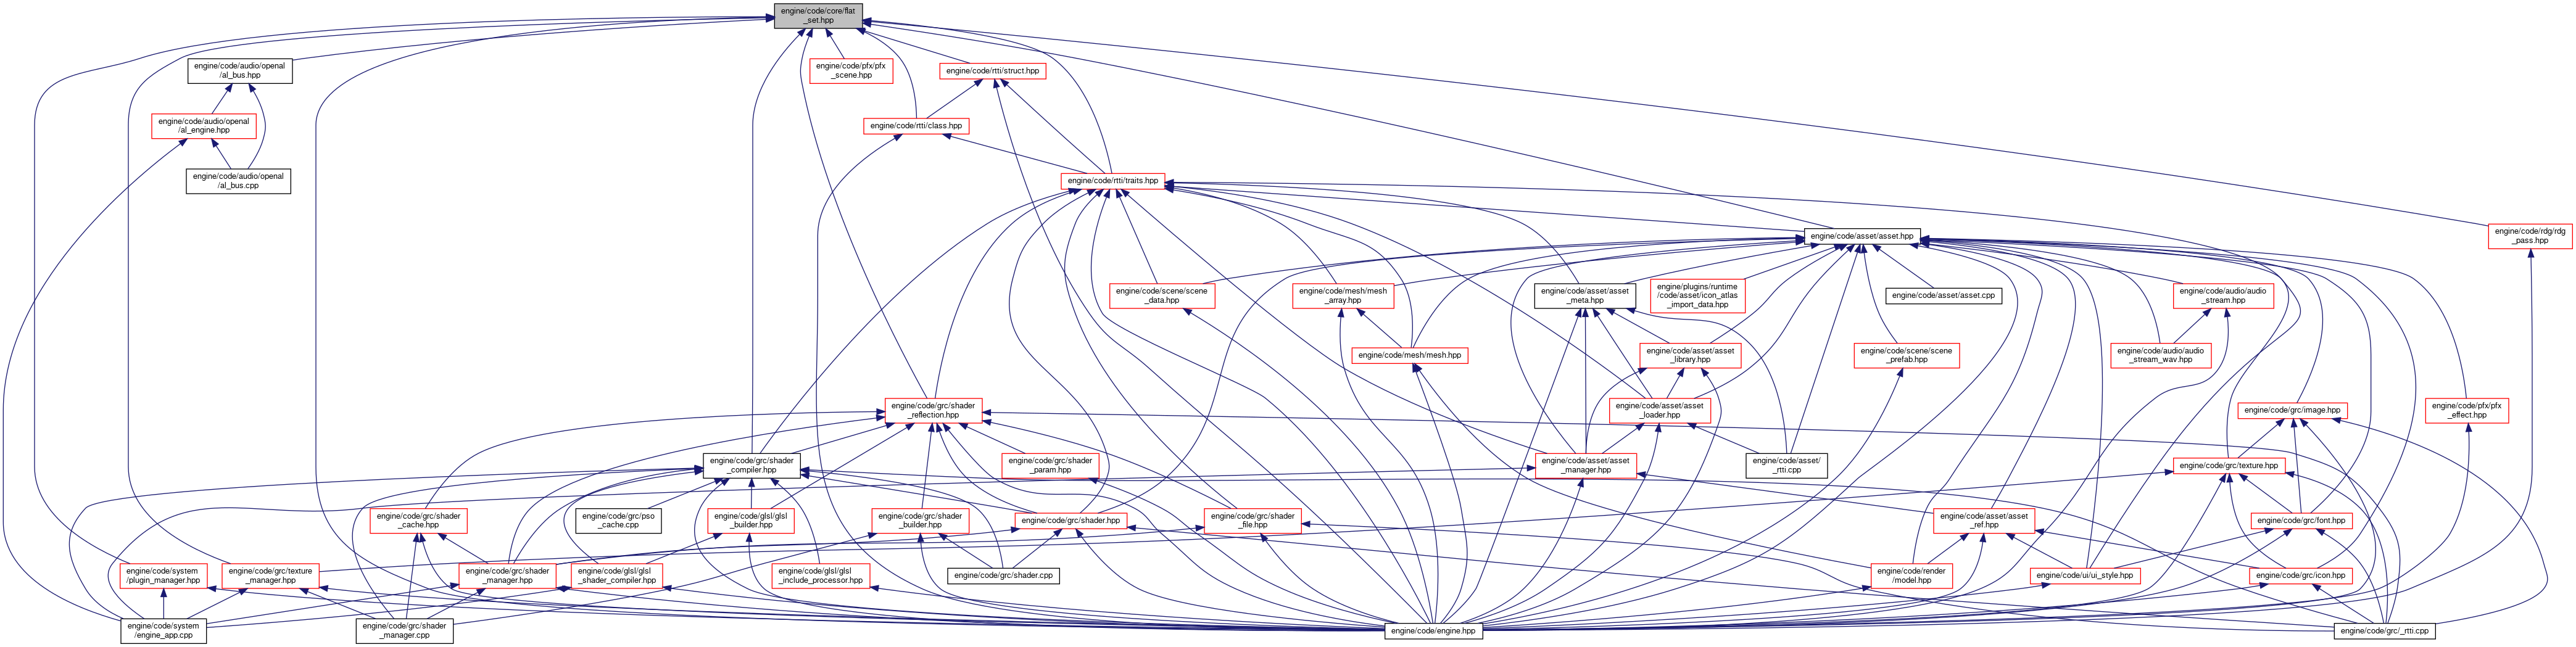 engine/code/core/flat
_set.hpp
engine/code/audio/openal
/al_bus.hpp
engine/code/pfx/pfx
_scene.hpp
engine/code/rtti/struct.hpp
engine/code/audio/openal
/al_engine.hpp
engine/code/rtti/class.hpp
engine/code/audio/openal
/al_bus.cpp
engine/code/rtti/traits.hpp
engine/code/asset/asset.hpp
engine/code/rdg/rdg
_pass.hpp
engine/code/scene/scene
_data.hpp
engine/code/mesh/mesh
_array.hpp
engine/code/asset/asset
_meta.hpp
engine/plugins/runtime
/code/asset/icon_atlas
_import_data.hpp
engine/code/asset/asset.cpp
engine/code/audio/audio
_stream.hpp
engine/code/mesh/mesh.hpp
engine/code/asset/asset
_library.hpp
engine/code/scene/scene
_prefab.hpp
engine/code/audio/audio
_stream_wav.hpp
engine/code/grc/shader
_reflection.hpp
engine/code/asset/asset
_loader.hpp
engine/code/grc/image.hpp
engine/code/pfx/pfx
_effect.hpp
engine/code/grc/shader
_compiler.hpp
engine/code/grc/shader
_param.hpp
engine/code/asset/asset
_manager.hpp
engine/code/asset/
_rtti.cpp
engine/code/grc/texture.hpp
engine/code/grc/shader
_cache.hpp
engine/code/grc/pso
_cache.cpp
engine/code/glsl/glsl
_builder.hpp
engine/code/grc/shader
_builder.hpp
engine/code/grc/shader.hpp
engine/code/grc/shader
_file.hpp
engine/code/asset/asset
_ref.hpp
engine/code/grc/font.hpp
engine/code/system
/plugin_manager.hpp
engine/code/grc/texture
_manager.hpp
engine/code/grc/shader
_manager.hpp
engine/code/glsl/glsl
_shader_compiler.hpp
engine/code/glsl/glsl
_include_processor.hpp
engine/code/grc/shader.cpp
engine/code/render
/model.hpp
engine/code/ui/ui_style.hpp
engine/code/grc/icon.hpp
engine/code/system
/engine_app.cpp
engine/code/grc/shader
_manager.cpp
engine/code/engine.hpp
engine/code/grc/_rtti.cpp